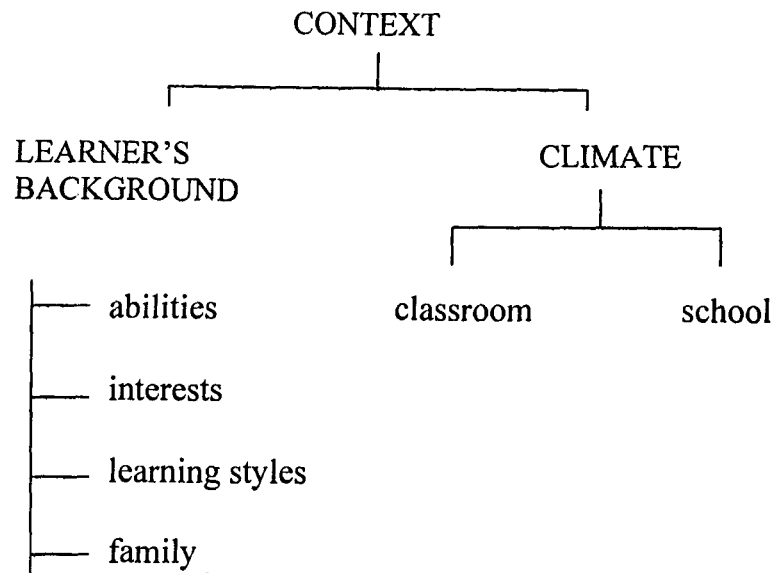 CONTEXT
LEARNER'S
BACKGROUND
CLIMATE
abilities
interests
learning styles
family
classroom
school